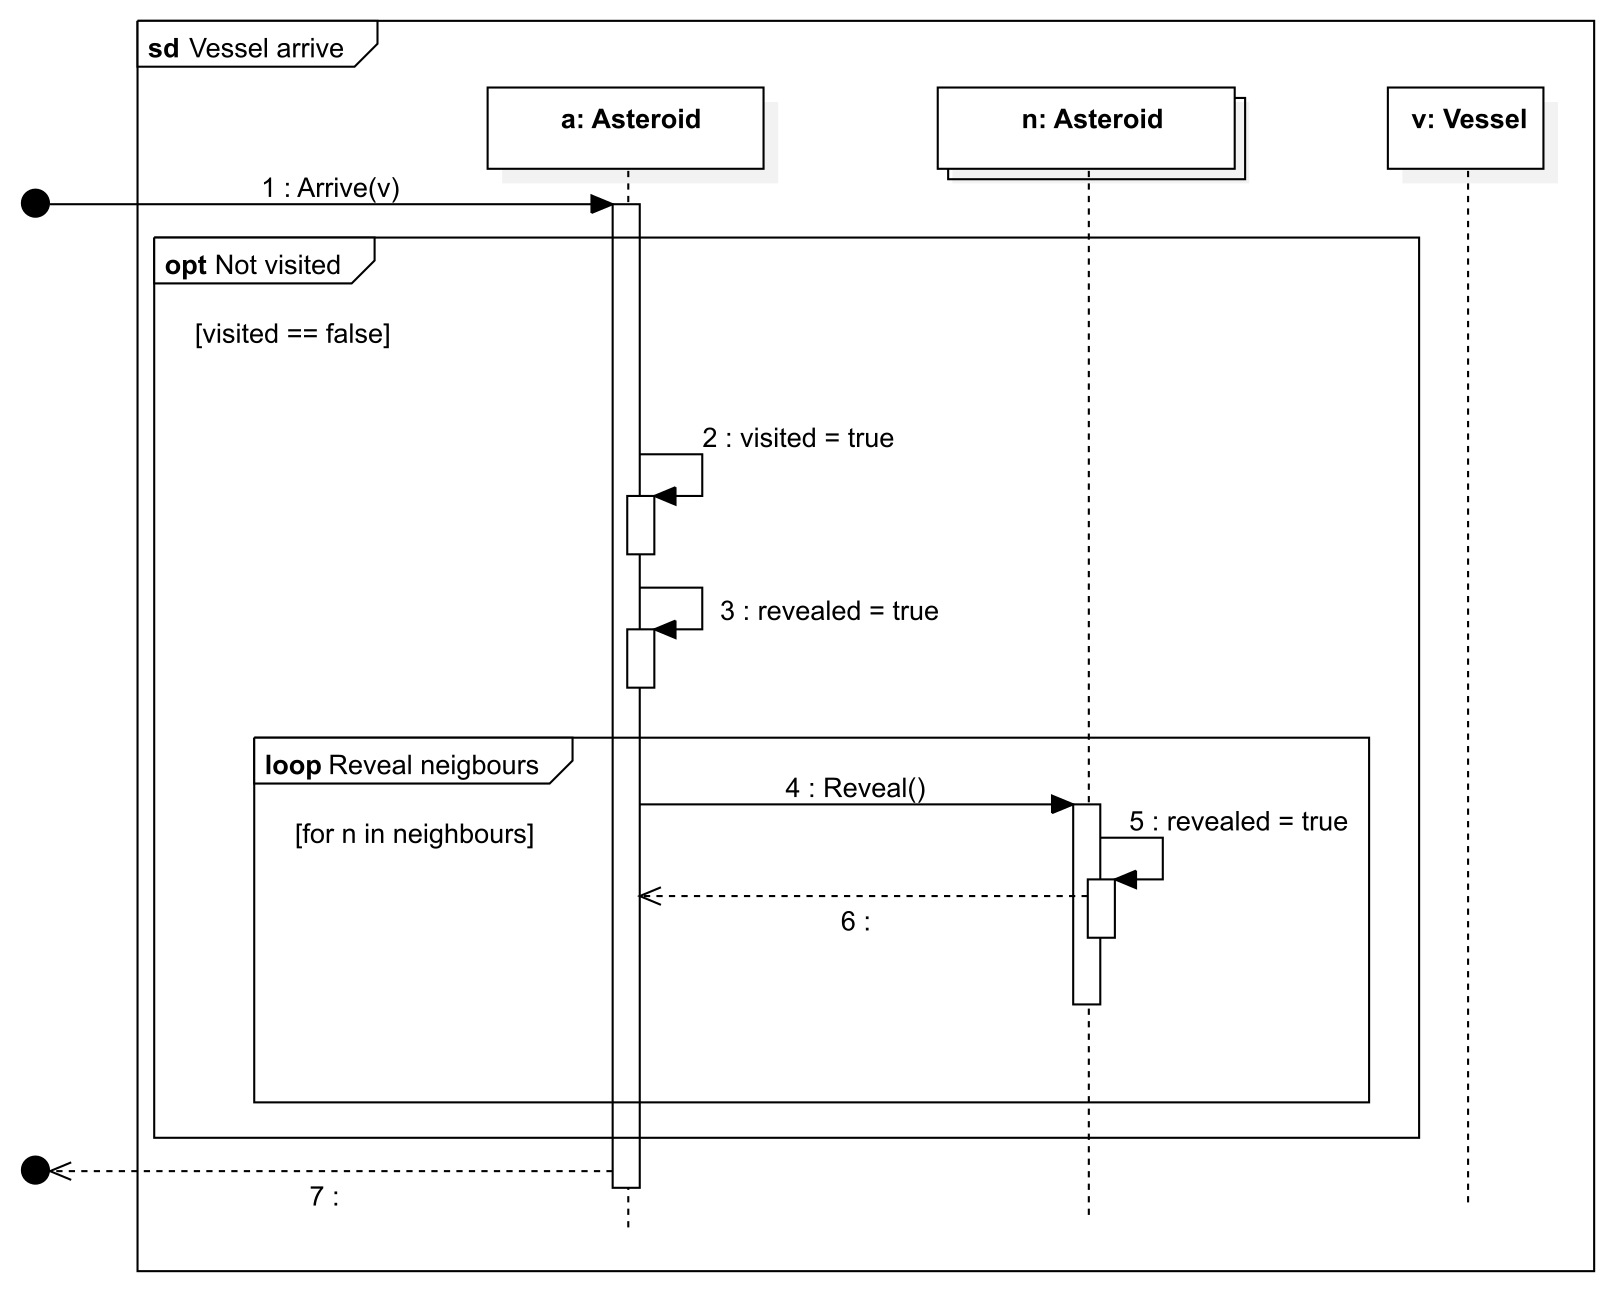 sd Vessel arrive
a: Asteroid
n: Asteroid
v: Vessel
1 : Arrive(v)
opt Not visited
[visited == false]
2 : visited = true
3 : revealed = true
loop Reveal neigbours
4 : Reveal()
[for n in neighbours]
5 : revealed = true
6 :
7 :